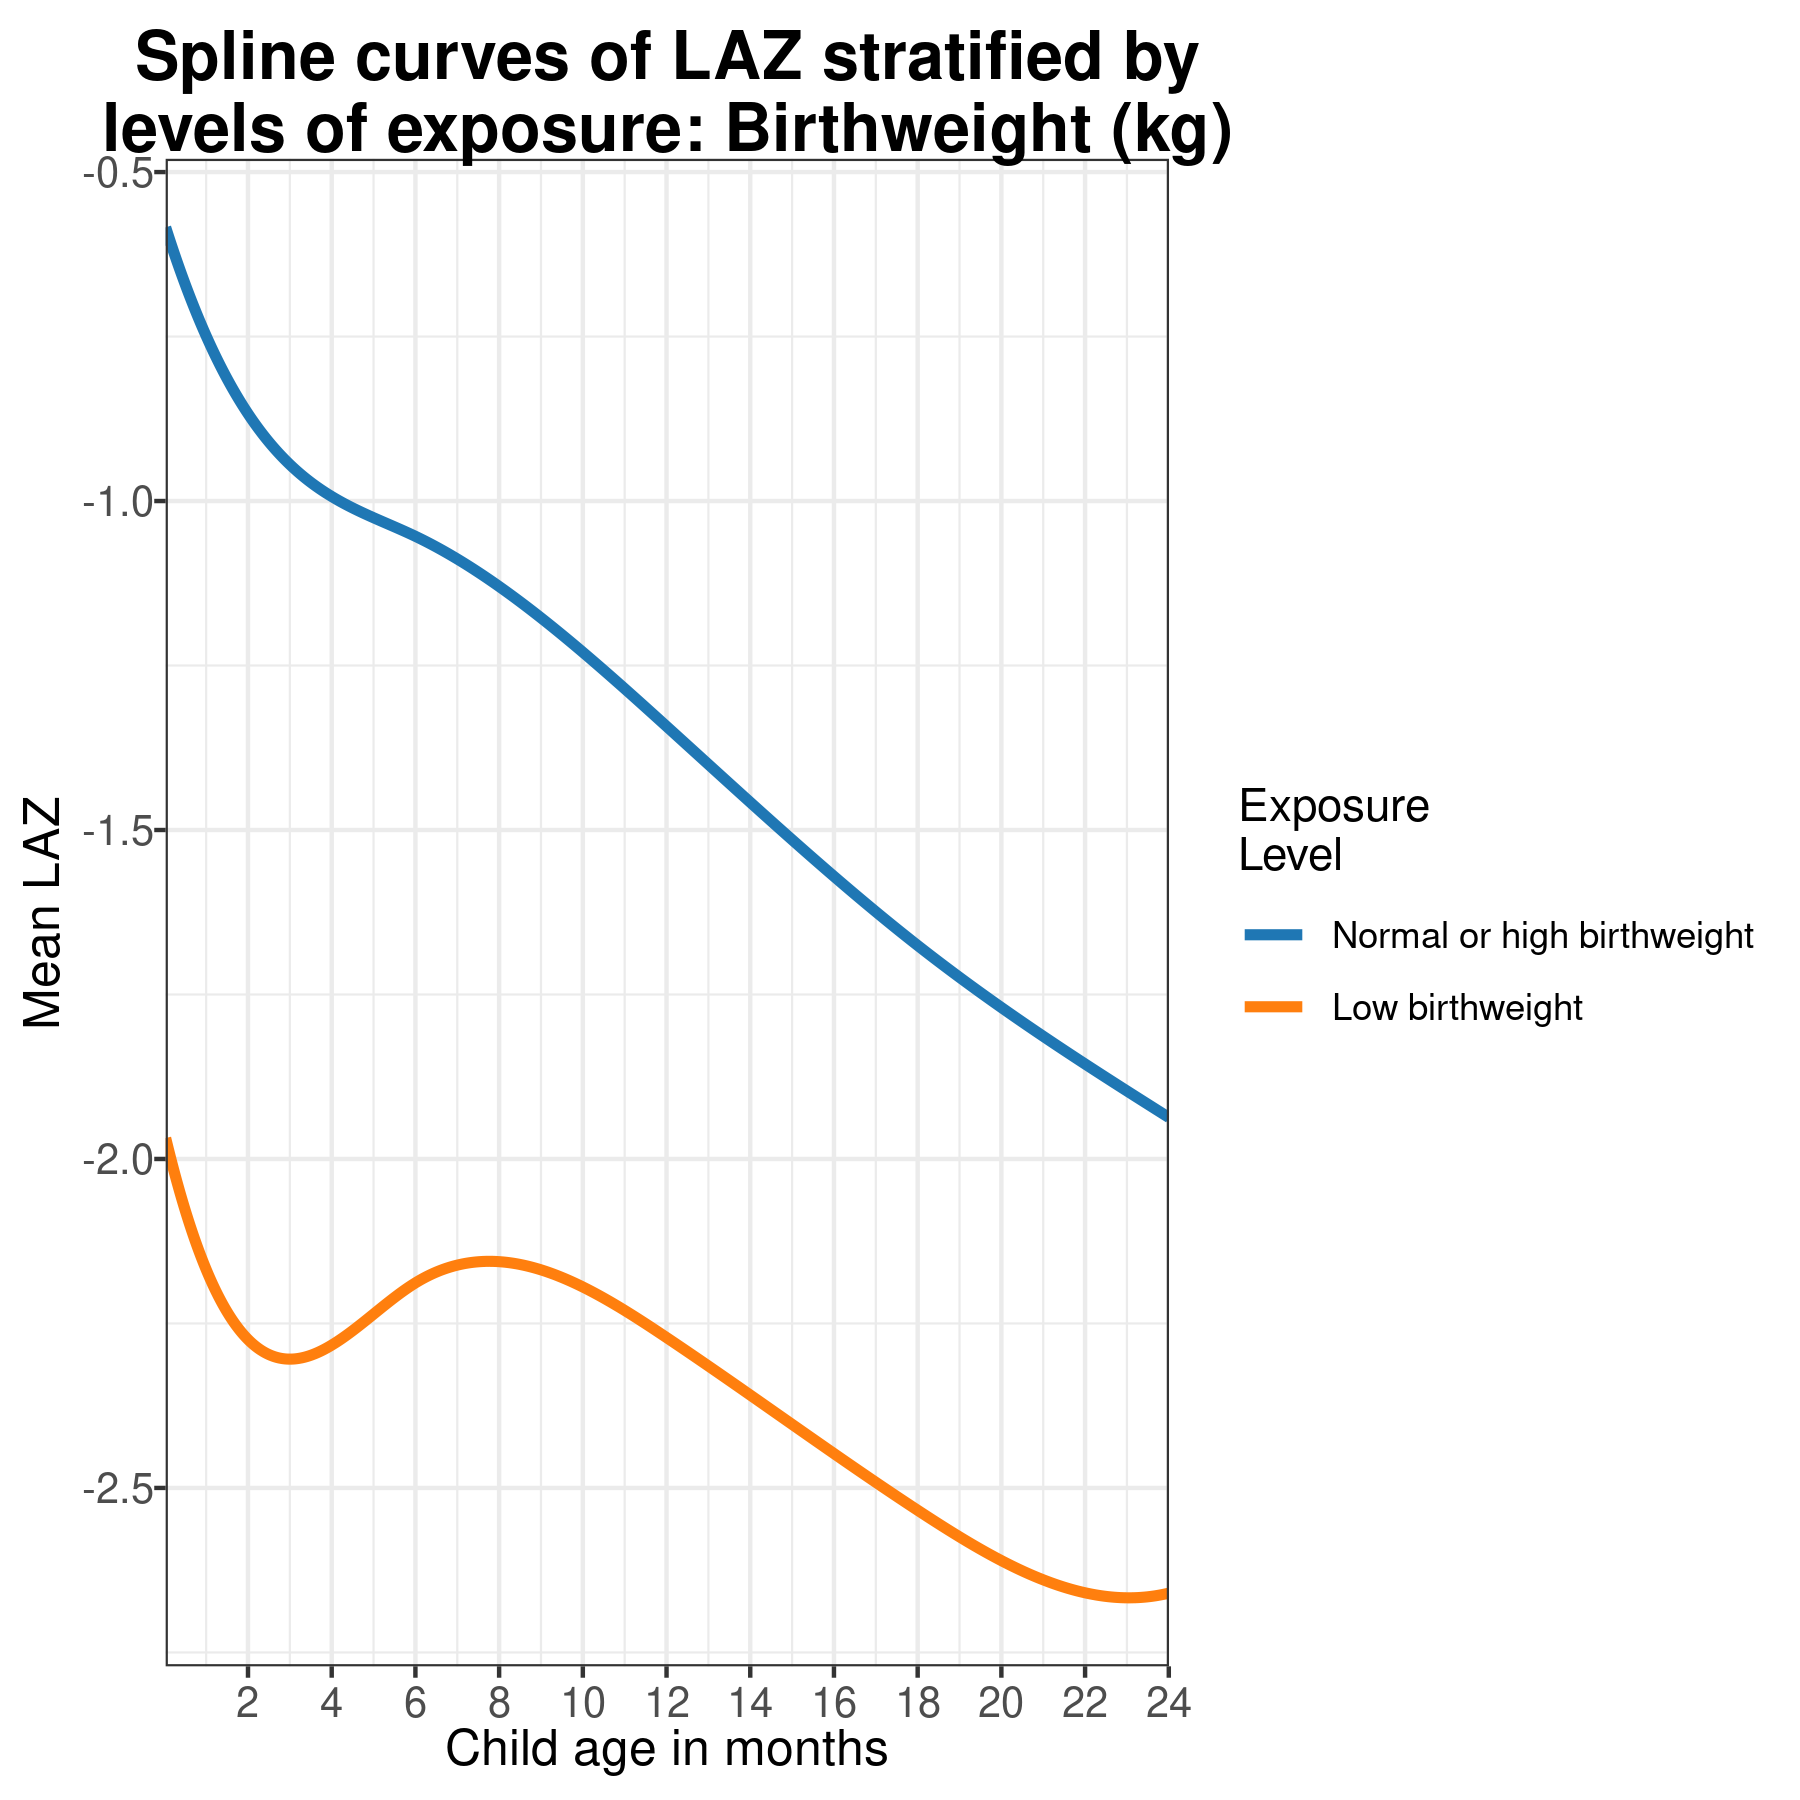 Spline curves of LAZ stratified by
levels of exposure: Birthweight (kg)
-0.5
-1.0
-1.5
-2.0
-2.5
Mean LAZ
2 4 6 8 10 12 14 16 18 20 22 24
Child age in months
Exposure
Level
Normal or high birthweight
Low birthweight